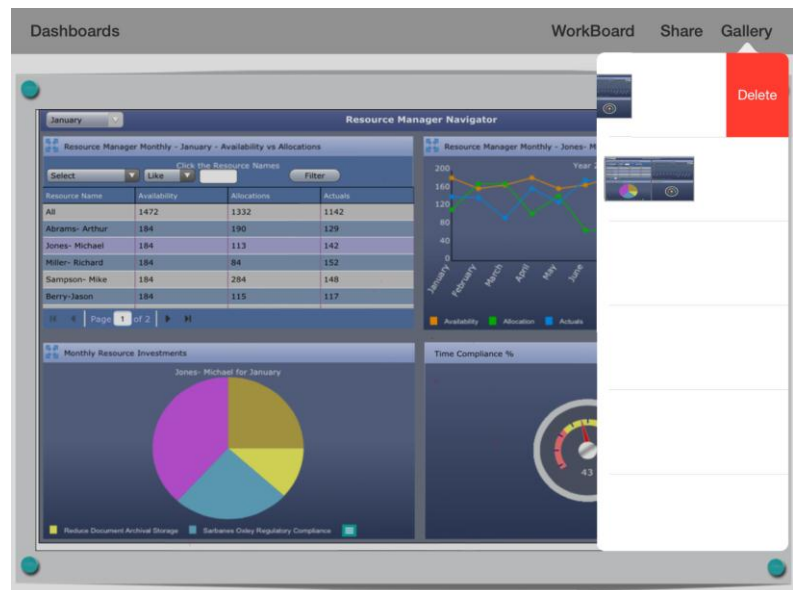 Dashboards WorkBoard Share Gallery
Delete
January Resource Manager Navigator
Resource Manager Monthly - January - Availability vs Allocations
Click the Resource Names
Select Like Filter
Resource Name Availability Allocations Actuals
All 1472 1332 1142
Abrams- Arthur 184 190 129
Jones- Michael 184 113 142
Miller- Richard 184 84 152
Sampson- Mike 184 284 148
Berry-Jason 184 115 117
Page 1 of 2
Resource Manager Monthly - Jones- M
Year 2
200
160
120
80
40
0
January February March April May June
Availability Allocation Actuals
Monthly Resource Investments
Jones- Michael for January
Reduce Document Archival Storage Sarbanes Oxley Regulatory Compliance
Time Compliance %
43